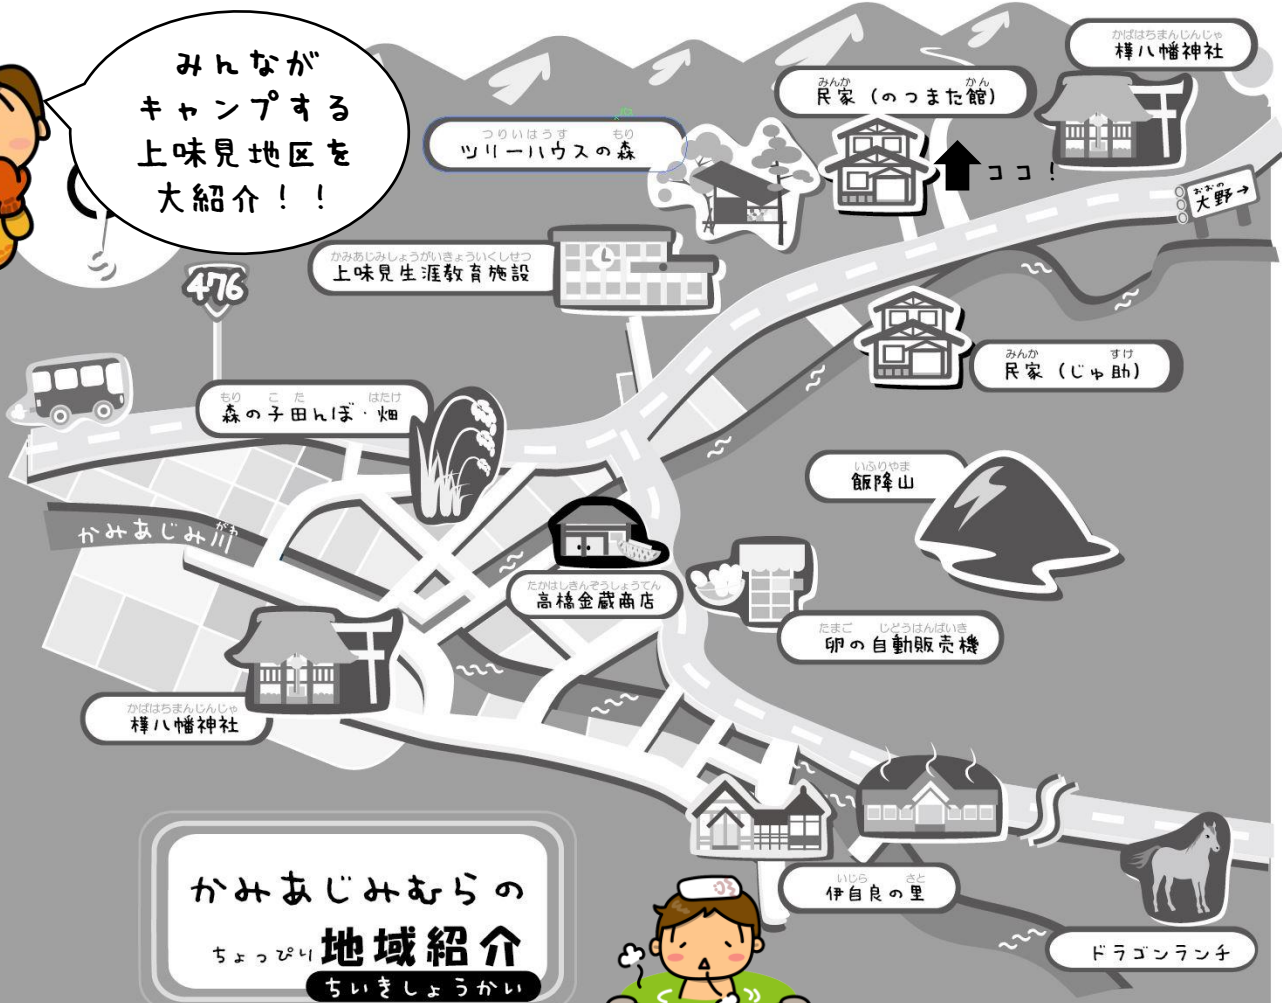 みんなが
キャンプする
上味見地区を
大紹介！！
かばはちまんじんじゃ
樺八幡神社
みんか かん
民家（のつまた館）
つりいはうす もり
ツリーハウスの森
ココ！
おおの
大野→
かみあじみしょうがいきょういくしせつ
上味見生涯教育施設
476
みんか すけ
民家（じゅ助）
もり こ た はたけ
森の子田んぼ・畑
いふりやま
飯降山
がわ
かみあじみ川
たかはしきんぞうしょうてん
高橋金蔵商店
たまご じどうはんばいき
卵の自動販売機
かばはちまんじんじゃ
樺八幡神社
いじら さと
伊自良の里
ドラゴンランチ
かみあじみむらの
ちょっぴり地域紹介
ちいきしょうかい